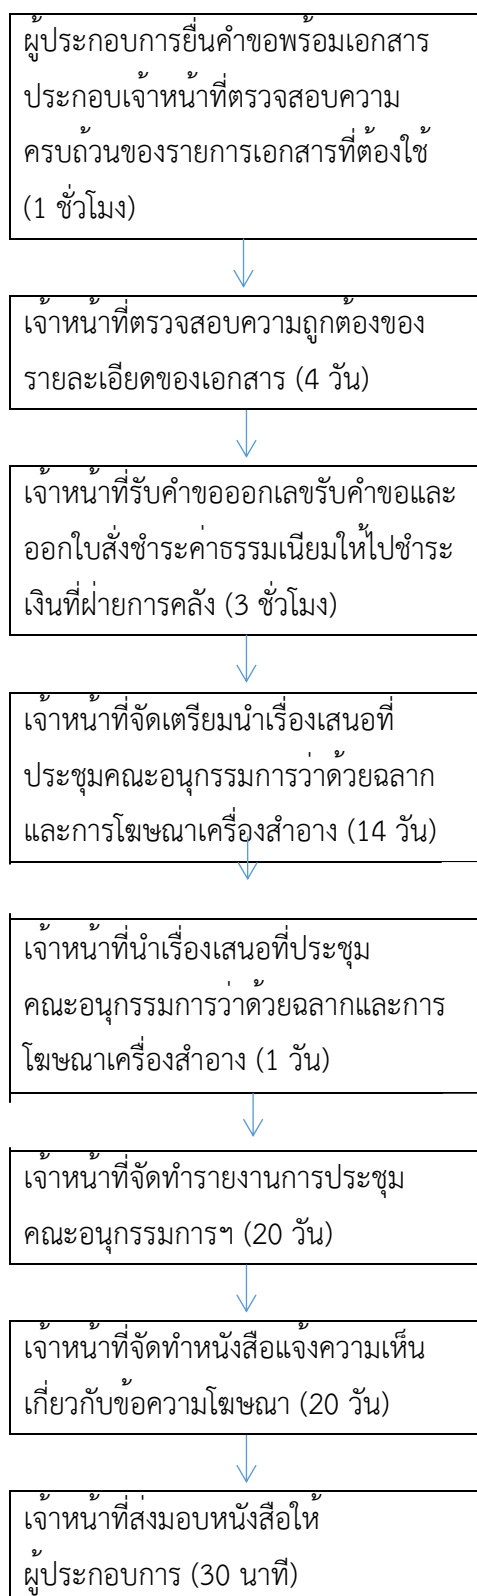 ผู้ประกอบการยื่นคำขอพร้อมเอกสาร
ประกอบเจ้าหน้าที่ตรวจสอบความ
ครบถ้วนของรายการเอกสารที่ต้องใช้
(1 ชั่วโมง)
เจ้าหน้าที่ตรวจสอบความถูกต้องของ
รายละเอียดของเอกสาร (4 วัน)
เจ้าหน้าที่รับคำขอออกเลขรับคำขอและ
ออกใบสั่งชำระค่าธรรมเนียมให้ไปชำระ
เงินที่ฝ่ายการคลัง (3 ชั่วโมง)
เจ้าหน้าที่จัดเตรียมนำเรื่องเสนอที่
ประชุมคณะอนุกรรมการว่าด้วยฉลาก
และการโฆษณาเครื่องสำอาง (14 วัน)
เจ้าหน้าที่นำเรื่องเสนอที่ประชุม
คณะอนุกรรมการว่าด้วยฉลากและการ
โฆษณาเครื่องสำอาง (1 วัน)
เจ้าหน้าที่จัดทำรายงานการประชุม
คณะอนุกรรมการฯ (20 วัน)
เจ้าหน้าที่จัดทำหนังสือแจ้งความเห็น
เกี่ยวกับข้อความโฆษณา (20 วัน)
เจ้าหน้าที่ส่งมอบหนังสือให้
ผู้ประกอบการ (30 นาที)